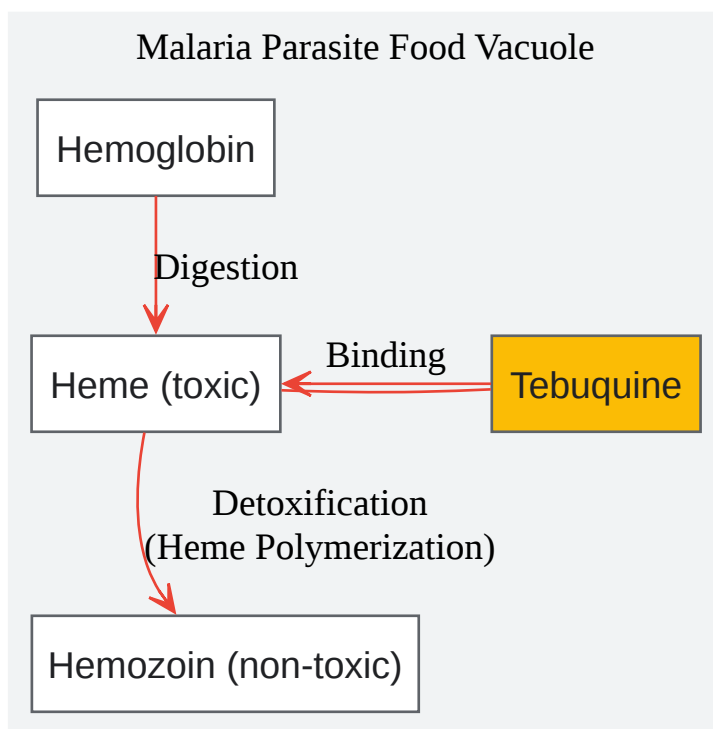 Malaria Parasite Food Vacuole
Hemoglobin
Digestion
Heme (toxic)
Binding
Tebuquine
Detoxification
(Heme Polymerization)
Hemozoin (non-toxic)